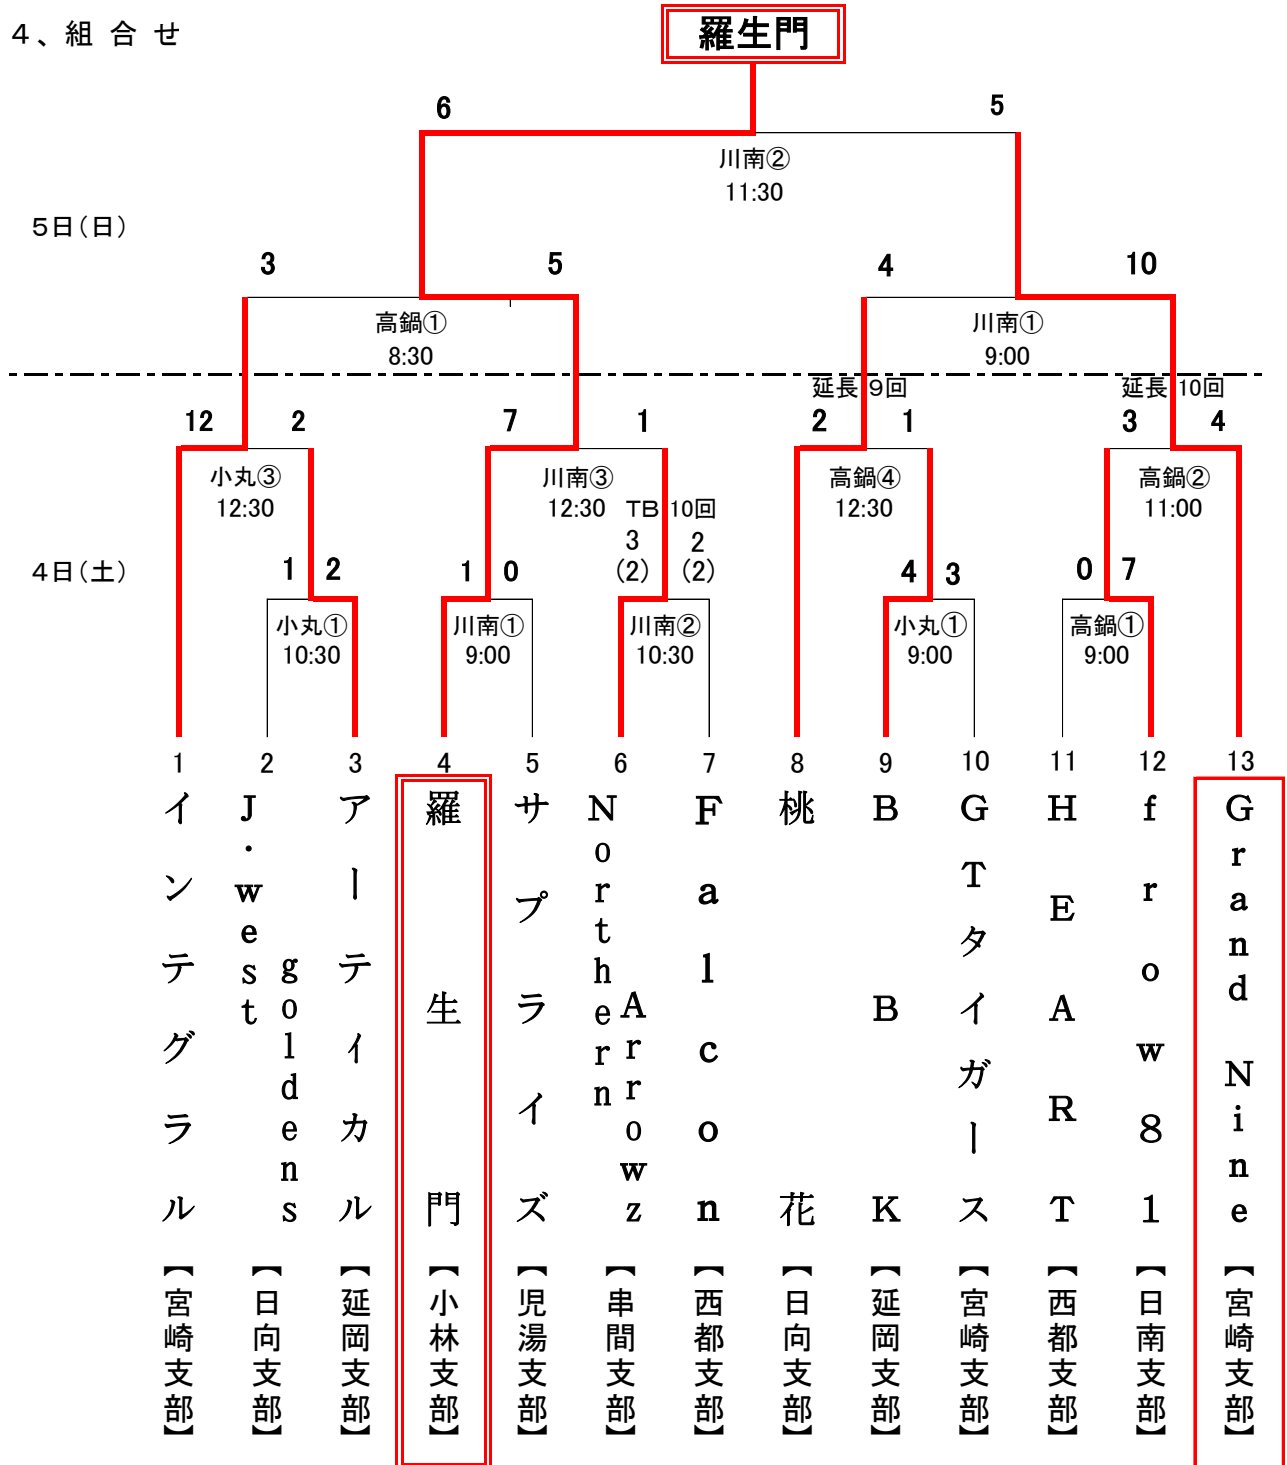 4、組 合 せ
羅生門
6 5
川南②
11:30
5日(日)
3 5 4 10
高鍋① 川南①
8:30 9:00
延長 9回 延長 10回
12 2 7 1 2 1 3 4
小丸③ 川南③ 高鍋④ 高鍋②
12:30 12:30 12:30 11:00
TB 10回
3 2
(2) (2)
4日(土)
1 2 1 0 4 3 0 7
小丸① 川南① 川南② 小丸① 高鍋①
10:30 9:00 10:30 9:00 9:00
1 2 3 4 5 6 7 8 9 10 11 12 13
インテグラル
J・west goldens
アーティカル
羅生門
サプライズ
Northern Arrowz
Falcon
桃花
BBK
GTタイガース
HEART
frow81
Grand Nine
【宮崎支部】
【日向支部】
【延岡支部】
【小林支部】
【児湯支部】
【串間支部】
【西都支部】
【日向支部】
【延岡支部】
【宮崎支部】
【西都支部】
【日南支部】
【宮崎支部】